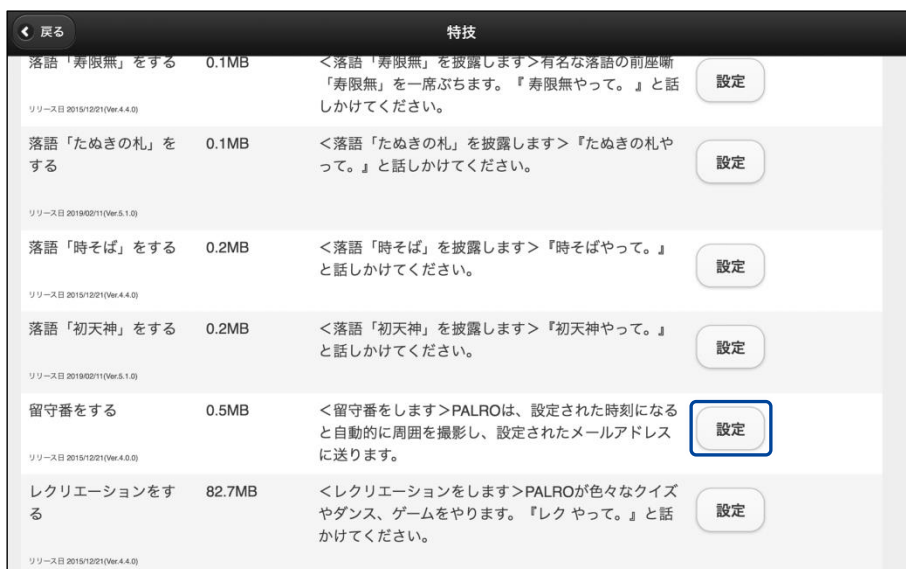 戻る
特技
落語「寿限無」をする
0.1MB
＜落語「寿限無」を披露します＞有名な落語の前座噺
「寿限無」を一席ぶちます。『 寿限無やって。 』と話
しかけてください。
設定
リリース日 2015/12/21(Ver.4.4.0)
落語「たぬきの札」を
する
0.1MB
＜落語「たぬきの札」を披露します＞『たぬきの札や
って。』と話しかけてください。
設定
リリース日 2019/02/11(Ver.5.1.0)
落語「時そば」をする
0.2MB
＜落語「時そば」を披露します＞『時そばやって。』
と話しかけてください。
設定
リリース日 2015/12/21(Ver.4.4.0)
落語「初天神」をする
0.2MB
＜落語「初天神」を披露します＞『初天神やって。』
と話しかけてください。
設定
リリース日 2019/02/11(Ver.5.1.0)
留守番をする
0.5MB
＜留守番をします＞PALROは、設定された時刻になる
と自動的に周囲を撮影し、設定されたメールアドレス
に送ります。
設定
リリース日 2015/12/21(Ver.4.0.0)
レクリエーションをす
る
82.7MB
＜レクリエーションをします＞PALROが色々なクイズ
やダンス、ゲームをやります。『レク やって。』と話
かけてください。
設定
リリース日 2015/12/21(Ver.4.4.0)